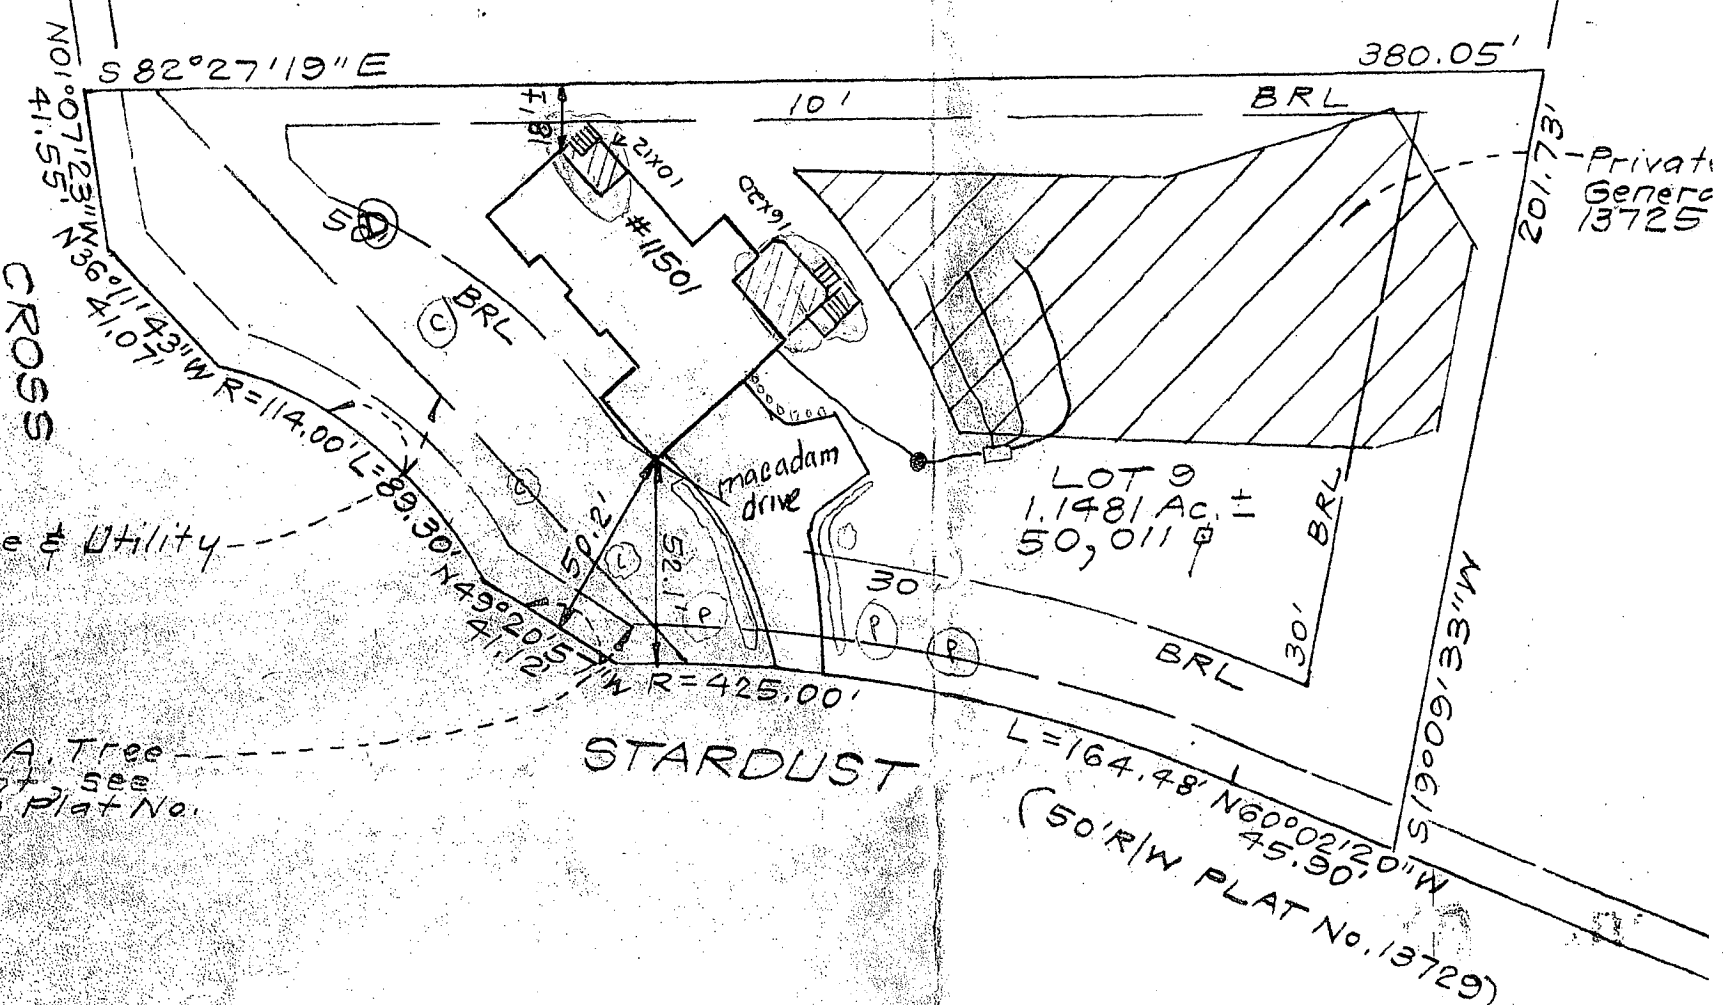 S 82°27'19" E
380.05'
N01°07'23"W
41.55'
N36°11'43"W
41.07'
CROSS
R=114.00' L=89.30'
N49°20'57"W
41.12'
18'±
10'
BRL
10x12
#11501
16x20
50'
D
BRL
C
C
C
201.73'
Privat
Genera
13725
macadam
drive
LOT 9
1.1481 Ac. ±
50,011
BRL
30'
50.2'
52.1'
P
P
P
30'
BRL
e & Utility
A. Tree
see
Plat No.
R=425.00'
STARDUST
L=164.48'
N60°02'20"W
45.90'
S19°09'33"W
(50'R/W PLAT No. 13729)